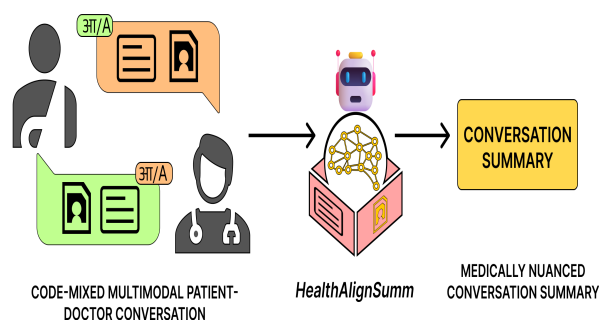 आ/A
आ/A
CONVERSATION
SUMMARY
HealthAlignSumm
CODE-MIXED MULTIMODAL PATIENT-
DOCTOR CONVERSATION
MEDICALLY NUANCED
CONVERSATION SUMMARY